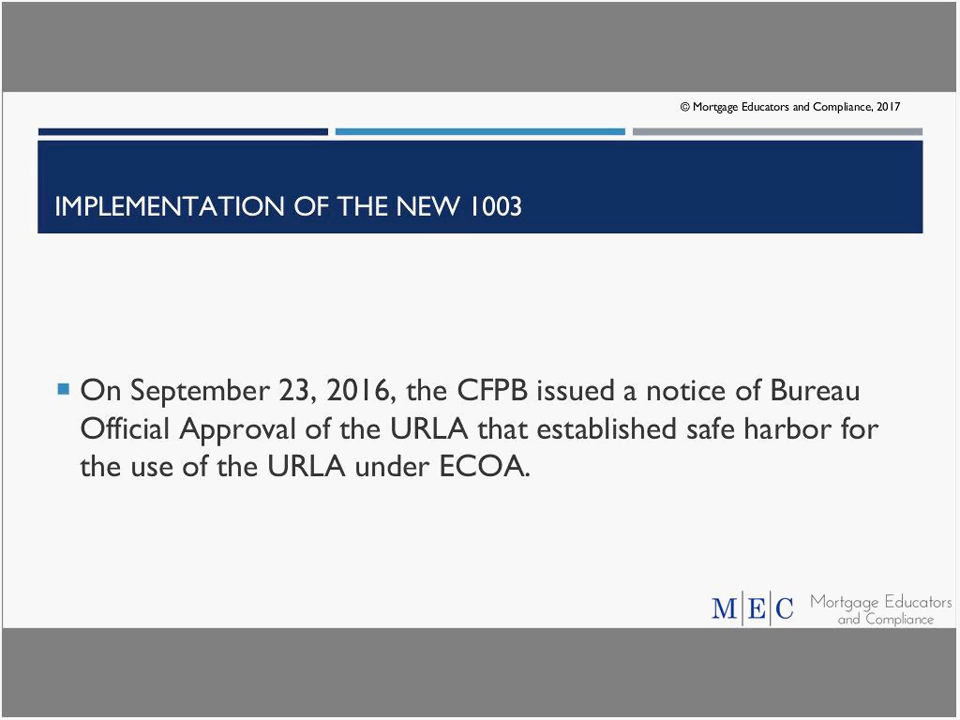 © Mortgage Educators and Compliance, 2017
IMPLEMENTATION OF THE NEW 1003
On September 23, 2016, the CFPB issued a notice of Bureau
Official Approval of the URLA that established safe harbor for
the use of the URLA under ECOA.
M|E|C Mortgage Educators
and Compliance